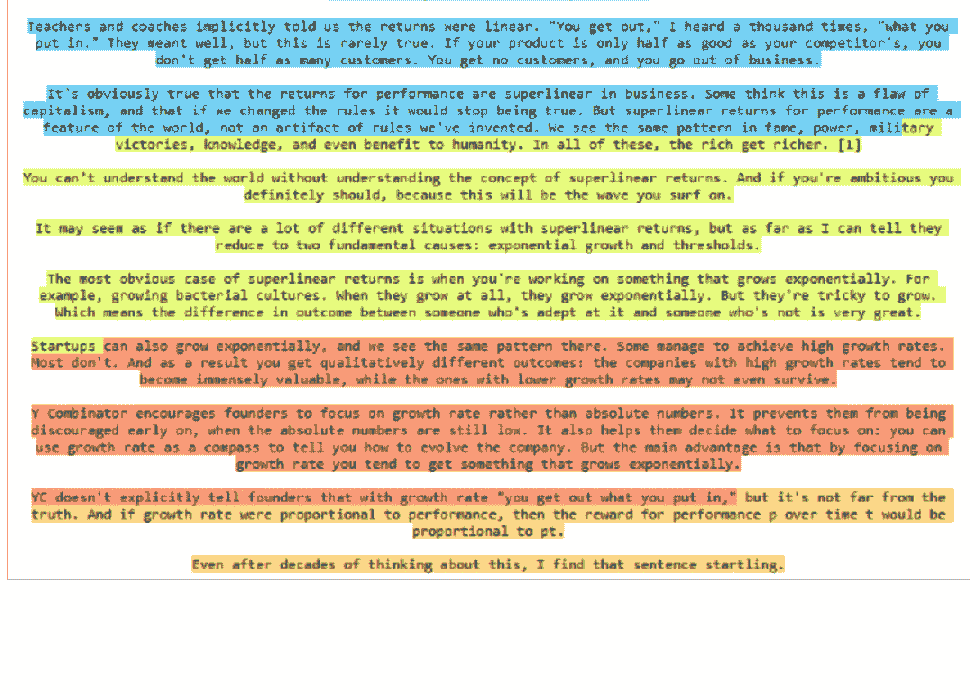 Teachers and coaches implicitly told us the returns were linear. "You get out," I heard a thousand times, "what you
put in." They meant well, but this is rarely true. If your product is only half as good as your competitor's, you
don't get half as many customers. You get no customers, and you go out of business.
It's obviously true that the returns for performance are superlinear in business. Some think this is a flaw of
capitalism, and that if we changed the rules it would stop being true. But superlinear returns for performance are a
feature of the world, not an artifact of rules we've invented. We see the same pattern in fame, power, military
victories, knowledge, and even benefit to humanity. In all of these, the rich get richer. [1]
You can't understand the world without understanding the concept of superlinear returns. And if you're ambitious you
definitely should, because this will be the wave you surf on.
It may seem as if there are a lot of different situations with superlinear returns, but as far as I can tell they
reduce to two fundamental causes: exponential growth and thresholds.
The most obvious case of superlinear returns is when you're working on something that grows exponentially. For
example, growing bacterial cultures. When they grow at all, they grow exponentially. But they're tricky to grow.
Which means the difference in outcome between someone who's adept at it and someone who's not is very great.
Startups can also grow exponentially, and we see the same pattern there. Some manage to achieve high growth rates.
Most don't. And as a result you get qualitatively different outcomes: the companies with high growth rates tend to
become immensely valuable, while the ones with lower growth rates may not even survive.
Y Combinator encourages founders to focus on growth rate rather than absolute numbers. It prevents them from being
discouraged early on, when the absolute numbers are still low. It also helps them decide what to focus on: you can
use growth rate as a compass to tell you how to evolve the company. But the main advantage is that by focusing on
growth rate you tend to get something that grows exponentially.
YC doesn't explicitly tell founders that with growth rate "you get out what you put in," but it's not far from the
truth. And if growth rate were proportional to performance, then the reward for performance p over time t would be
proportional to pt.
Even after decades of thinking about this, I find that sentence startling.